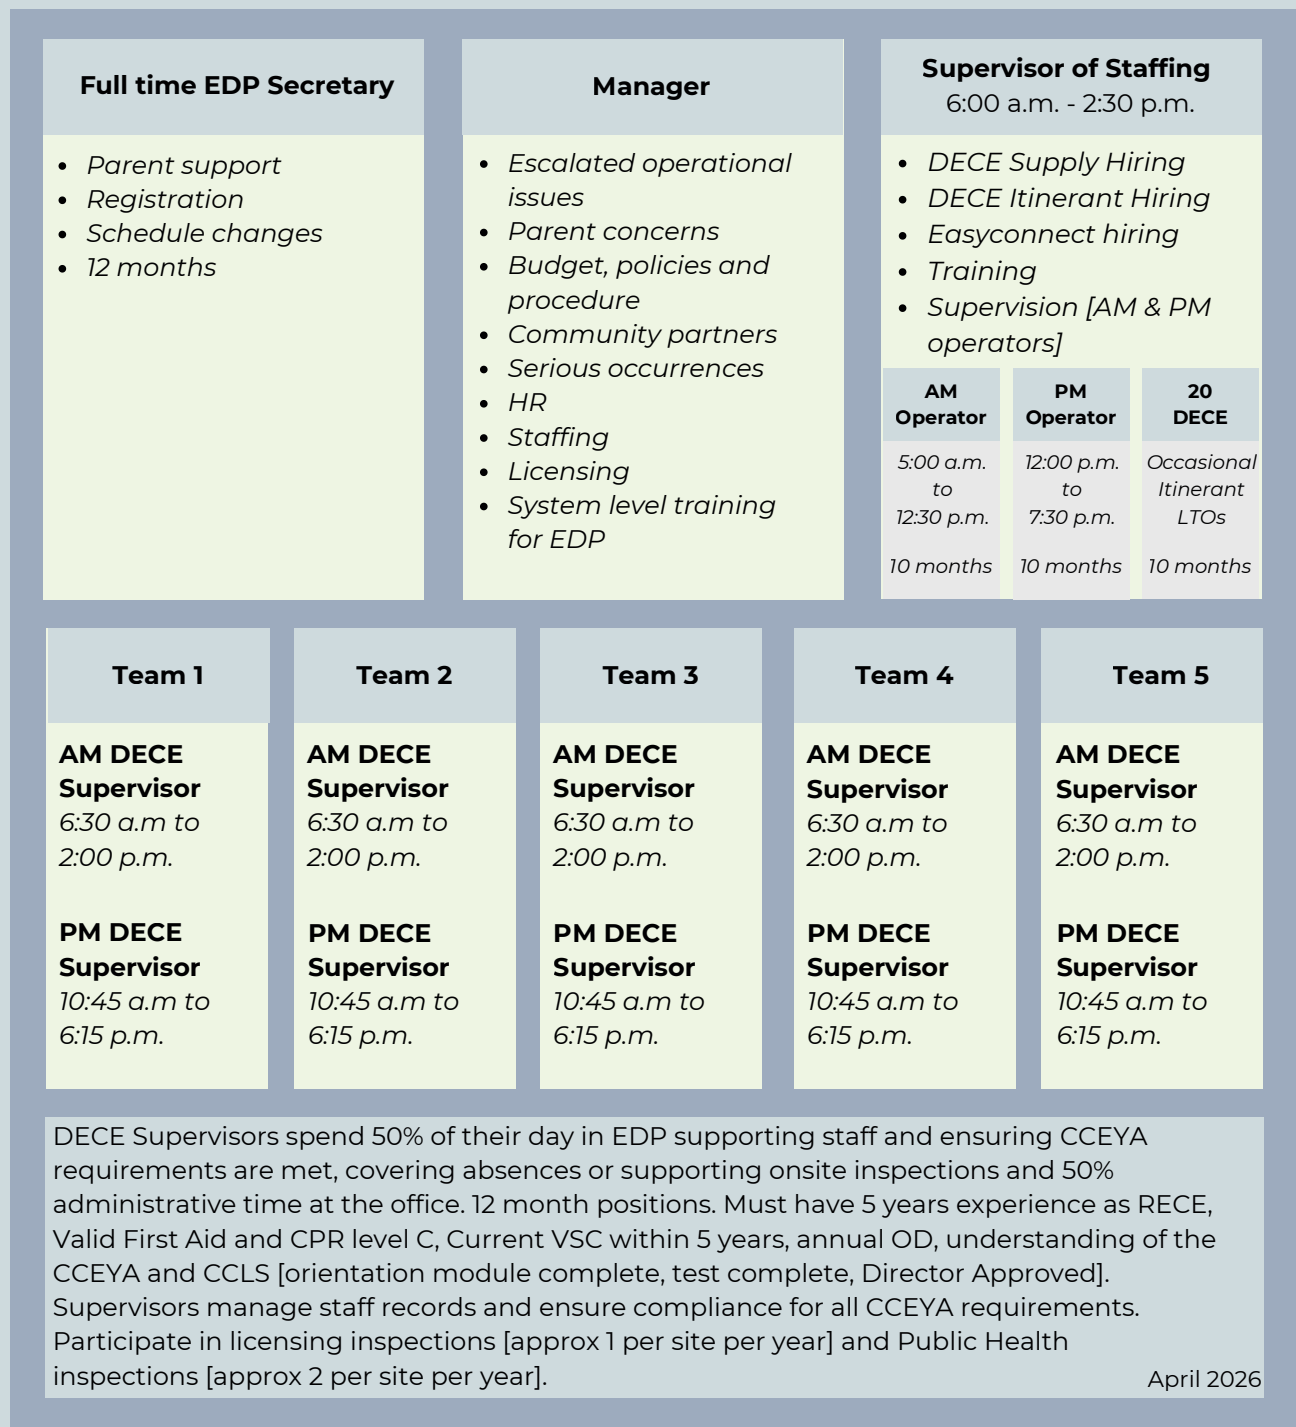 Full time EDP Secretary
• Parent support
• Registration
• Schedule changes
• 12 months
Manager
• Escalated operational
issues
• Parent concerns
• Budget, policies and
procedure
• Community partners
• Serious occurrences
• HR
• Staffing
• Licensing
• System level training
for EDP
Supervisor of Staffing
6:00 a.m. - 2:30 p.m.
• DECE Supply Hiring
• DECE Itinerant Hiring
• Easyconnect hiring
• Training
• Supervision [AM & PM
operators]
AM
Operator
5:00 a.m.
to
12:30 p.m.
10 months
PM
Operator
12:00 p.m.
to
7:30 p.m.
10 months
20
DECE
Occasional
Itinerant
LTOs
10 months
Team 1
AM DECE
Supervisor
6:30 a.m to
2:00 p.m.
PM DECE
Supervisor
10:45 a.m to
6:15 p.m.
Team 2
AM DECE
Supervisor
6:30 a.m to
2:00 p.m.
PM DECE
Supervisor
10:45 a.m to
6:15 p.m.
Team 3
AM DECE
Supervisor
6:30 a.m to
2:00 p.m.
PM DECE
Supervisor
10:45 a.m to
6:15 p.m.
Team 4
AM DECE
Supervisor
6:30 a.m to
2:00 p.m.
PM DECE
Supervisor
10:45 a.m to
6:15 p.m.
Team 5
AM DECE
Supervisor
6:30 a.m to
2:00 p.m.
PM DECE
Supervisor
10:45 a.m to
6:15 p.m.
DECE Supervisors spend 50% of their day in EDP supporting staff and ensuring CCEYA
requirements are met, covering absences or supporting onsite inspections and 50%
administrative time at the office. 12 month positions. Must have 5 years experience as RECE,
Valid First Aid and CPR level C, Current VSC within 5 years, annual OD, understanding of the
CCEYA and CCLS [orientation module complete, test complete, Director Approved].
Supervisors manage staff records and ensure compliance for all CCEYA requirements.
Participate in licensing inspections [approx 1 per site per year] and Public Health
inspections [approx 2 per site per year].
April 2026